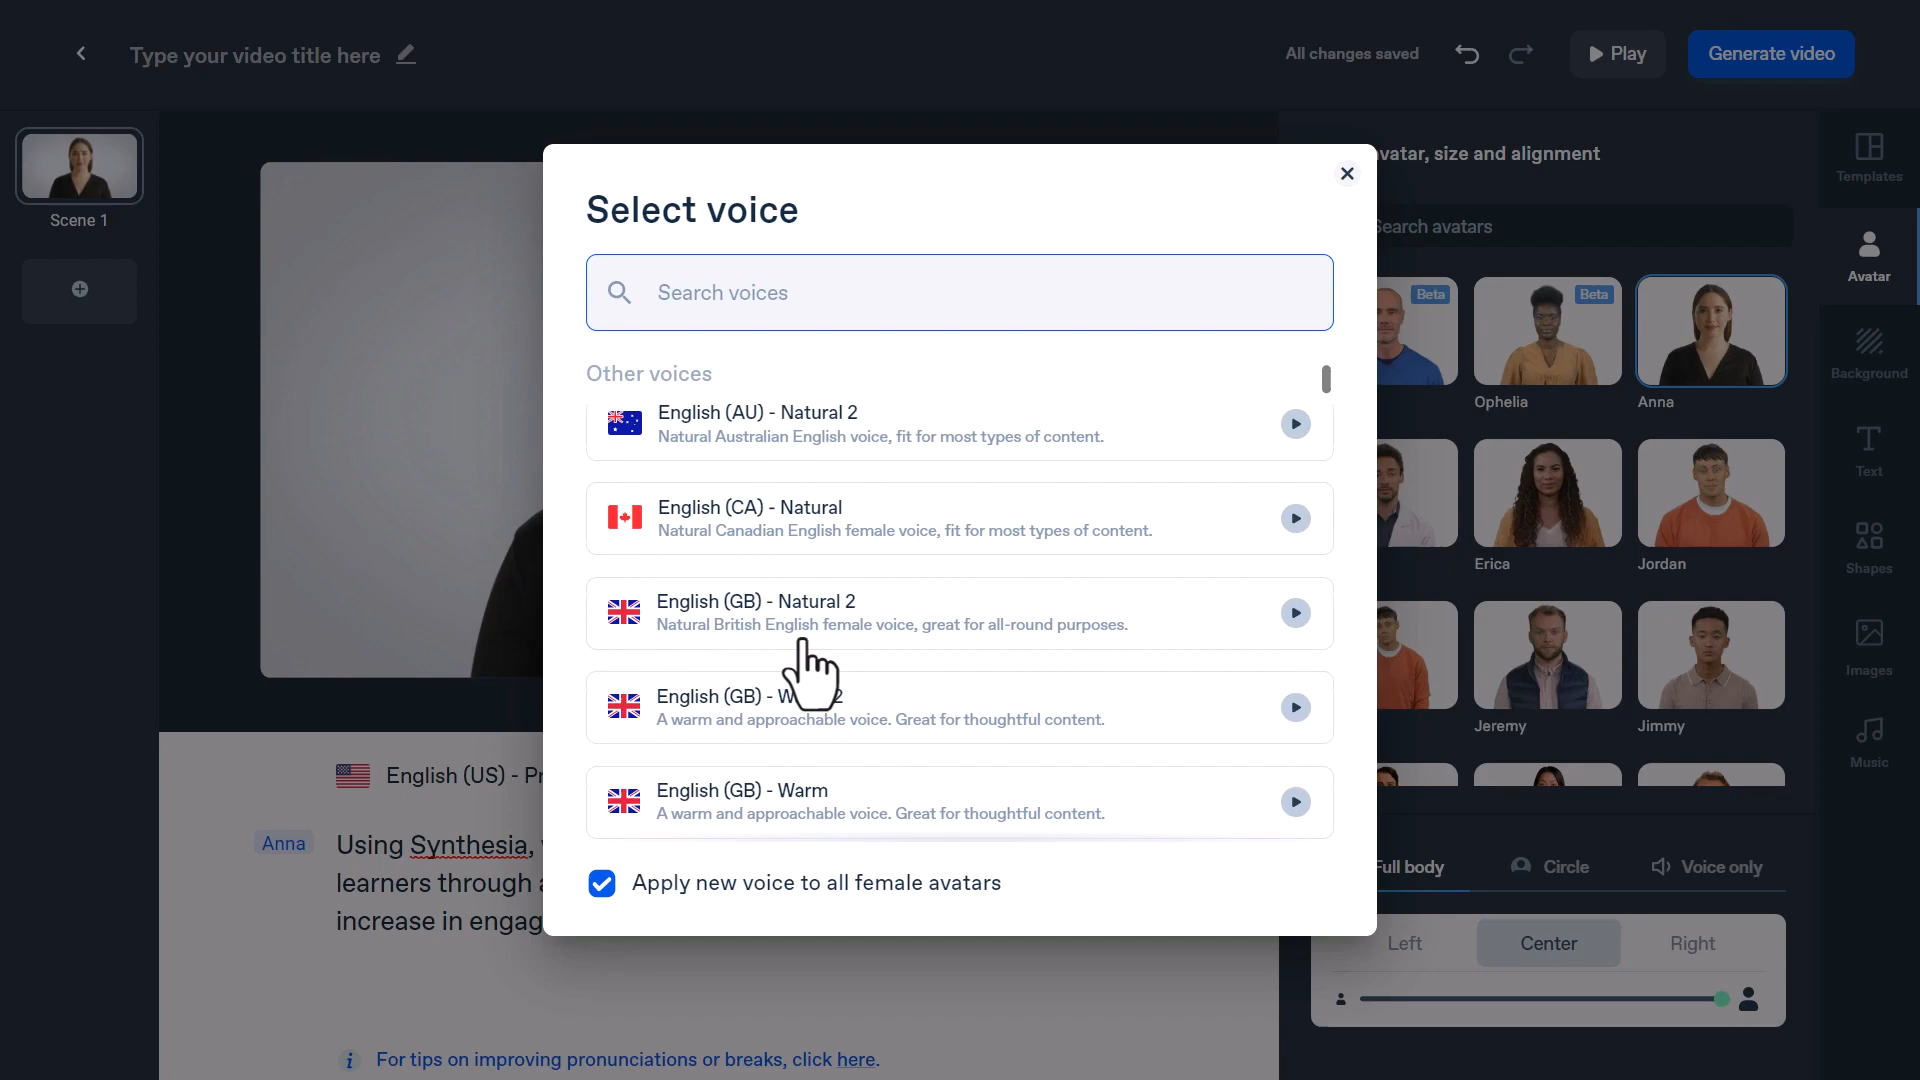 Type your video title here
All changes saved
Play
Generate video
Scene 1
Select voice
Search voices
Other voices
English (AU) - Natural 2
Natural Australian English voice, fit for most types of content.
English (CA) - Natural
Natural Canadian English female voice, fit for most types of content.
English (GB) - Natural 2
Natural British English female voice, great for all-round purposes.
English (GB) - W 2
A warm and approachable voice. Great for thoughtful content.
English (GB) - Warm
A warm and approachable voice. Great for thoughtful content.
Apply new voice to all female avatars
English (US) - Pr
Anna
Using Synthesia,
learners through
increase in engag
For tips on improving pronunciations or breaks, click here.
avatar, size and alignment
Search avatars
Beta
Beta
Ophelia
Anna
Erica
Jordan
Jeremy
Jimmy
Full body
Circle
Voice only
Left
Center
Right
Templates
Avatar
Background
Text
Shapes
Images
Music